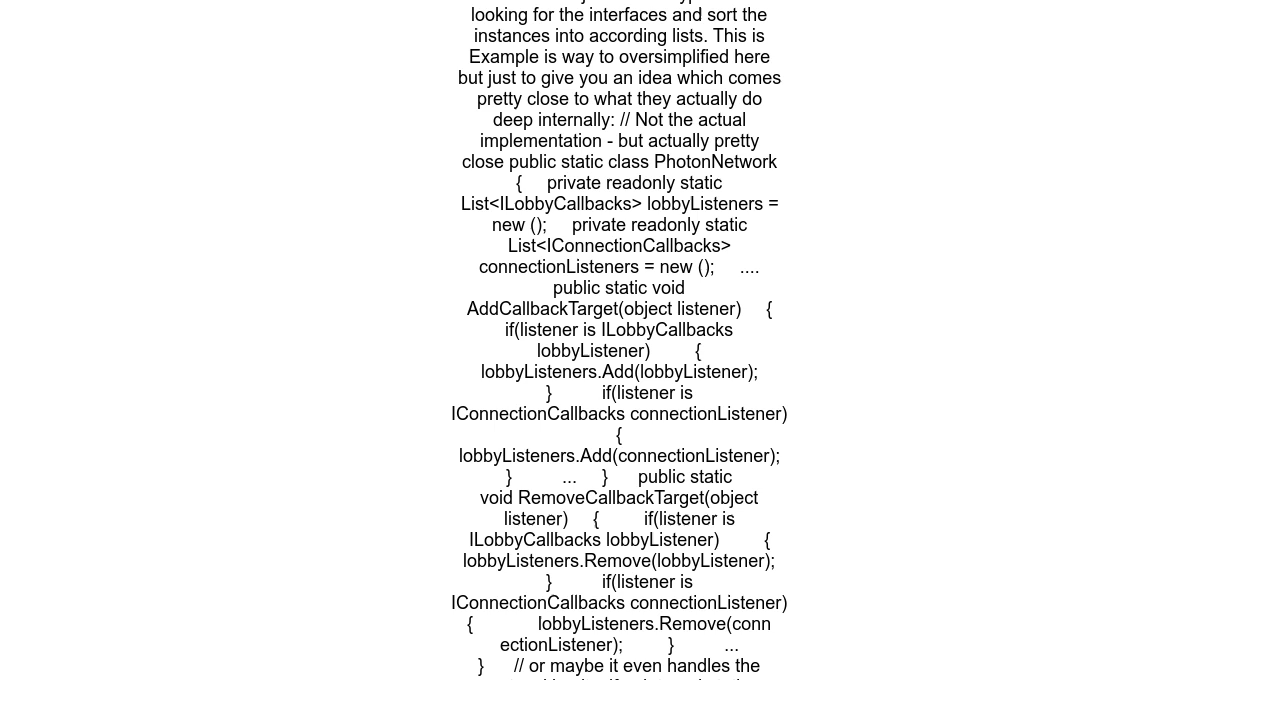 looking for the interfaces and sort the
instances into according lists. This is
Example is way to oversimplified here
but just to give you an idea which comes
pretty close to what they actually do
deep internally: // Not the actual
implementation - but actually pretty
close public static class PhotonNetwork
{     private readonly static
List<ILobbyCallbacks> lobbyListeners =
new ();     private readonly static
List<IConnectionCallbacks>
connectionListeners = new ();     ....
public static void
AddCallbackTarget(object listener)     {
if(listener is ILobbyCallbacks
lobbyListener)         {
lobbyListeners.Add(lobbyListener);
}          if(listener is
IConnectionCallbacks connectionListener)
{
lobbyListeners.Add(connectionListener);
}          ...     }      public static
void RemoveCallbackTarget(object
listener)     {         if(listener is
ILobbyCallbacks lobbyListener)         {
lobbyListeners.Remove(lobbyListener);
}          if(listener is
IConnectionCallbacks connectionListener)
{             lobbyListeners.Remove(conn
ectionListener);         }          ...
}      // or maybe it even handles the